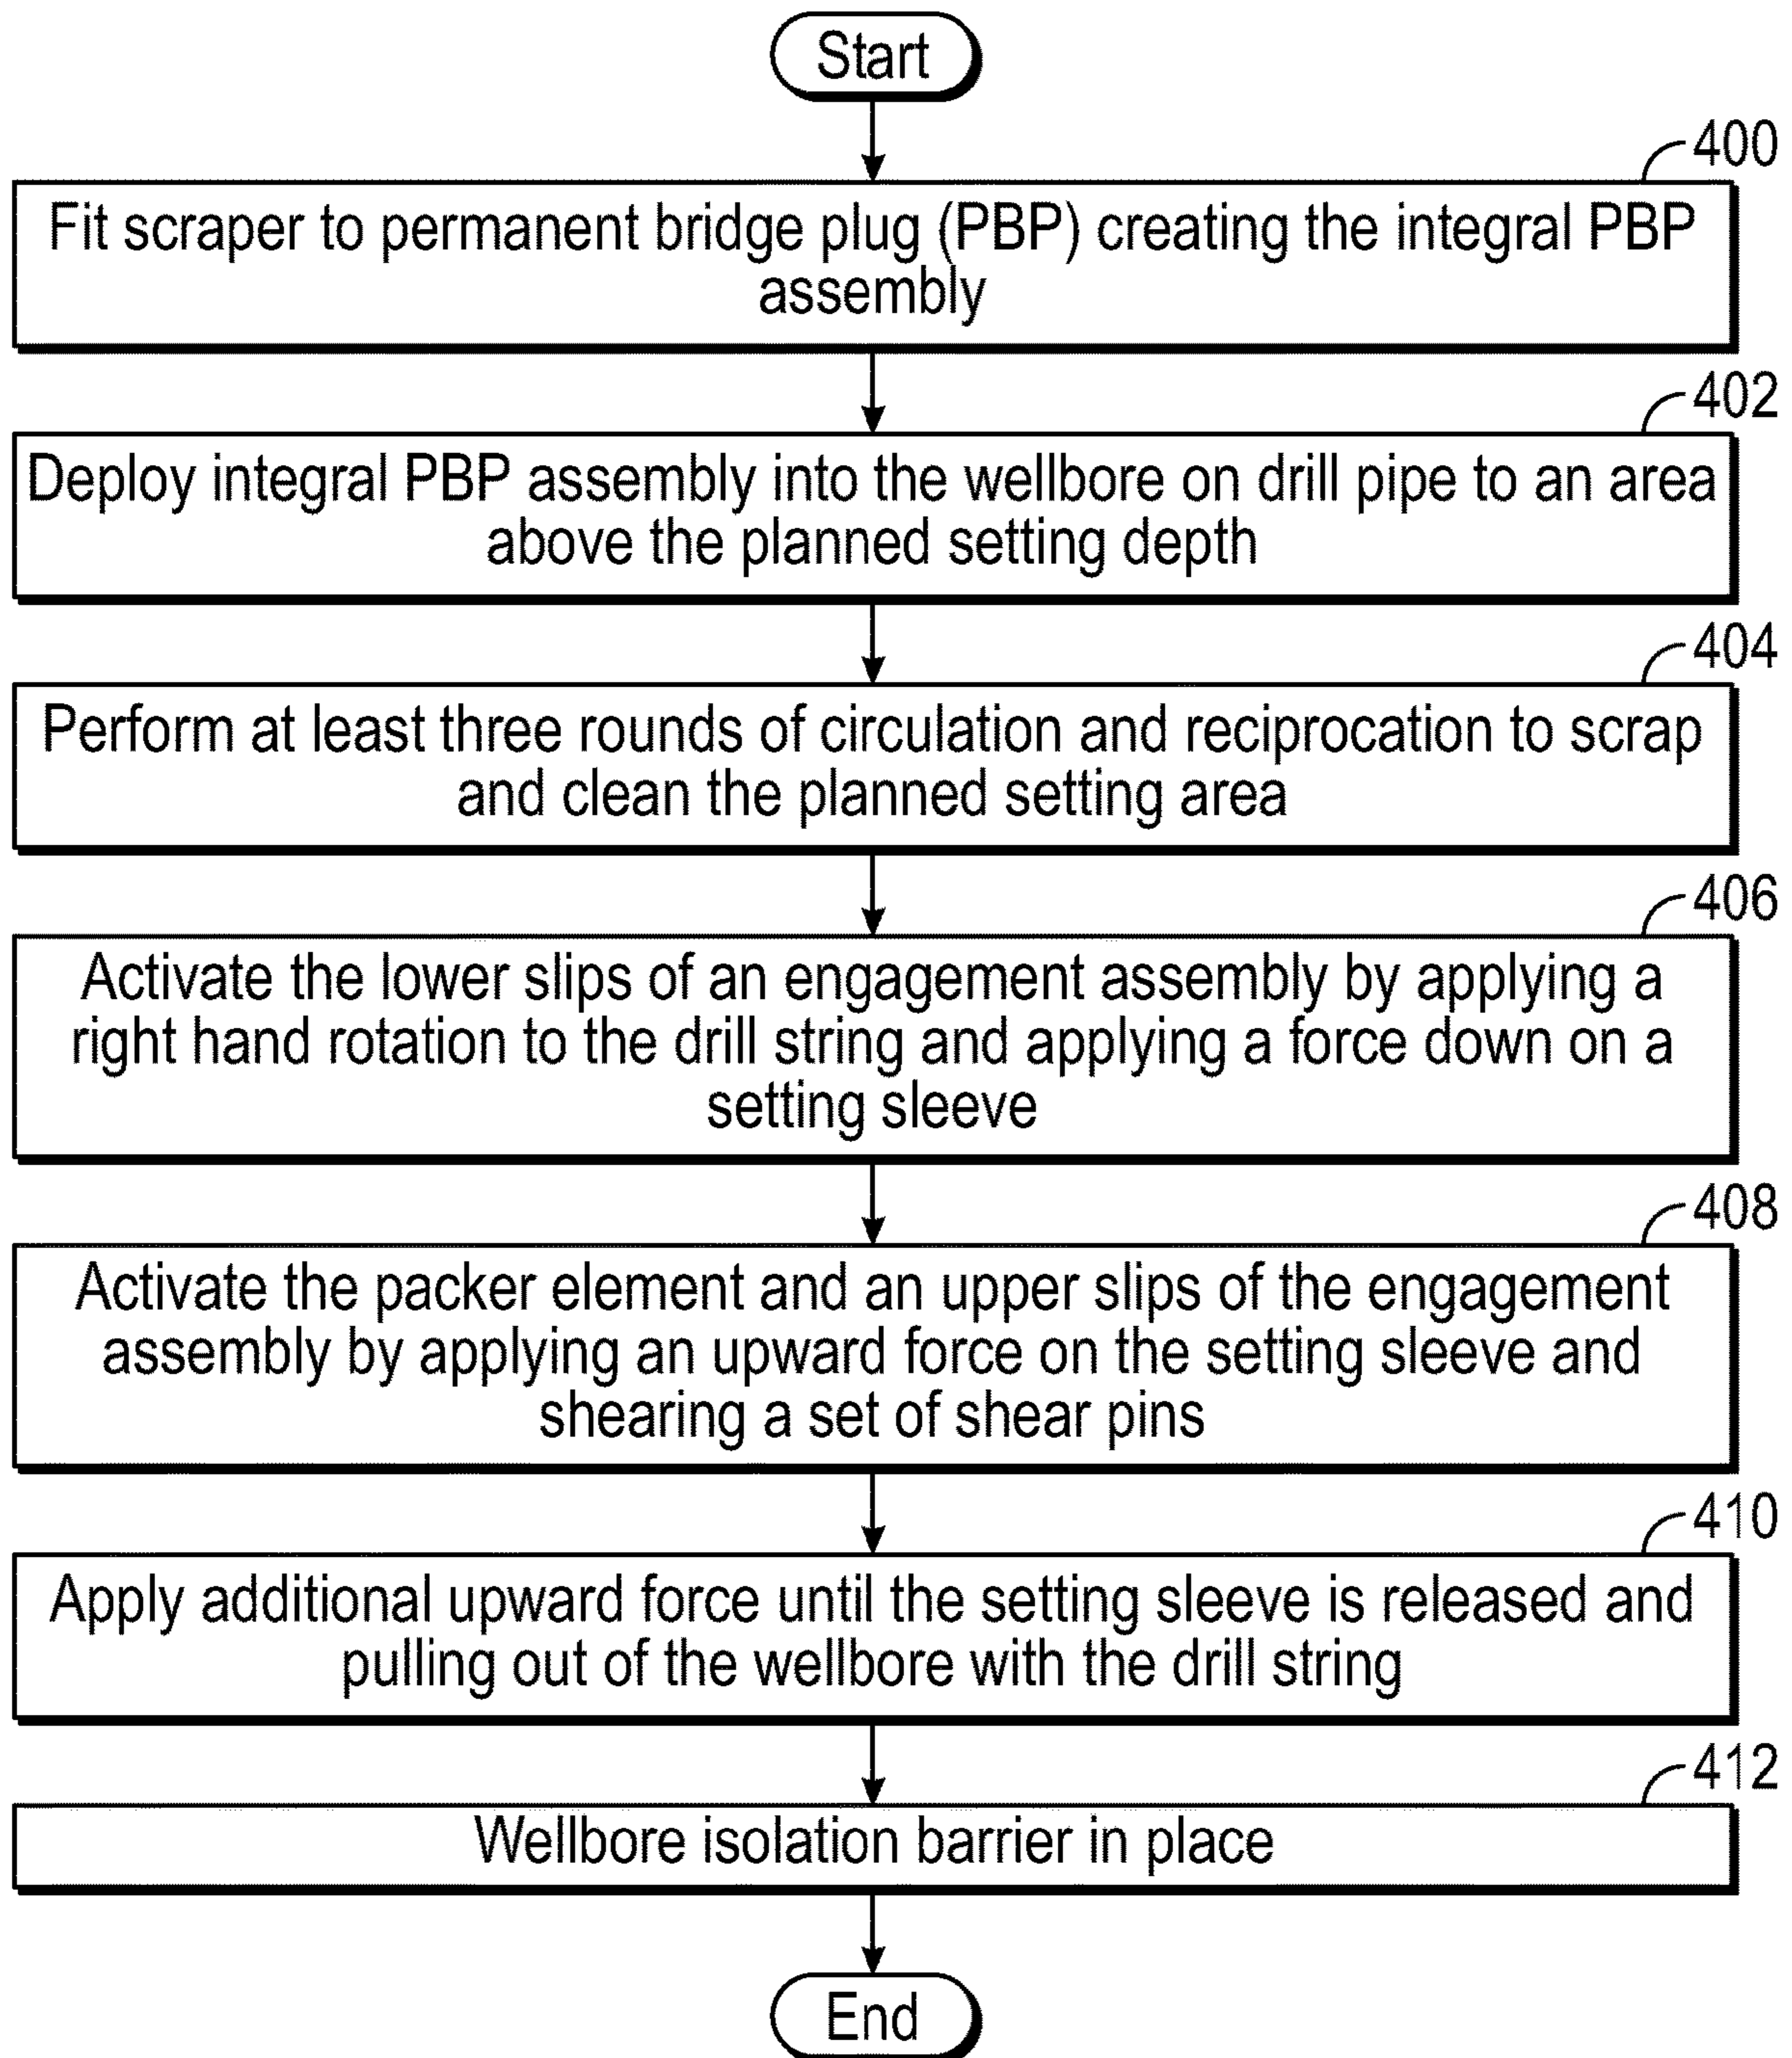 Start
400
Fit scraper to permanent bridge plug (PBP) creating the integral PBP
assembly
402
Deploy integral PBP assembly into the wellbore on drill pipe to an area
above the planned setting depth
404
Perform at least three rounds of circulation and reciprocation to scrap
and clean the planned setting area
406
Activate the lower slips of an engagement assembly by applying a
right hand rotation to the drill string and applying a force down on a
setting sleeve
408
Activate the packer element and an upper slips of the engagement
assembly by applying an upward force on the setting sleeve and
shearing a set of shear pins
410
Apply additional upward force until the setting sleeve is released and
pulling out of the wellbore with the drill string
412
Wellbore isolation barrier in place
End